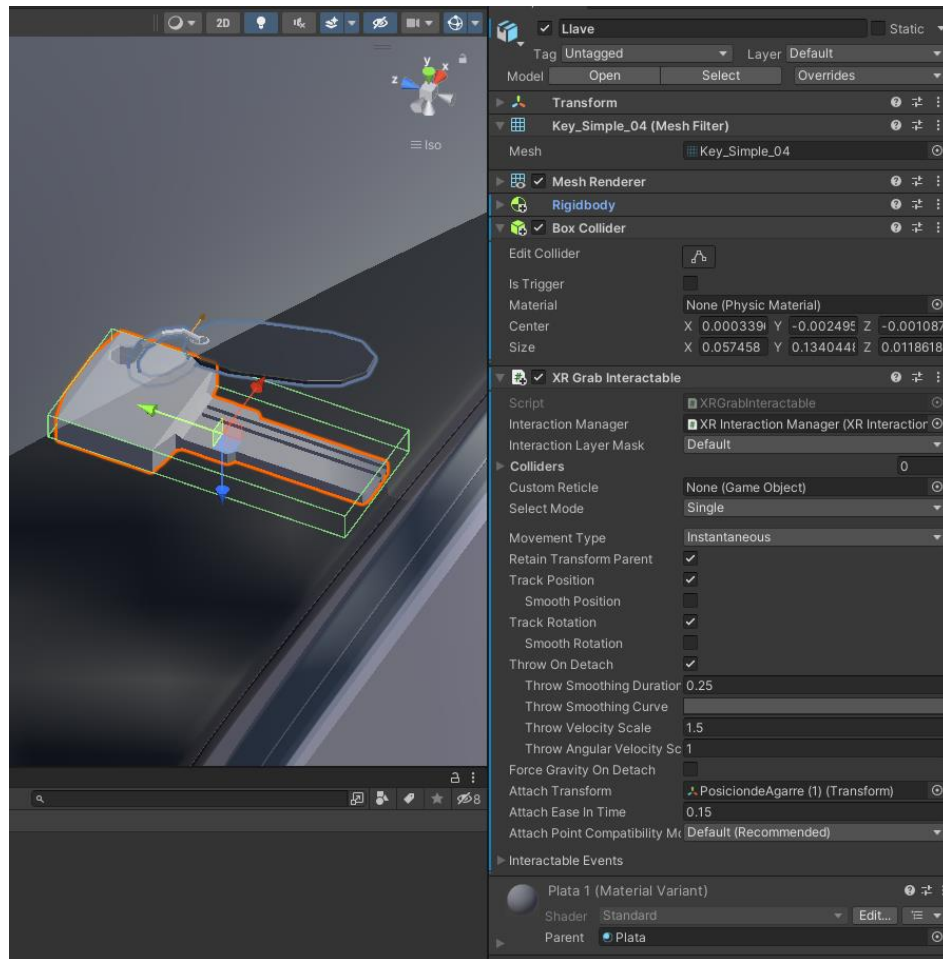 2D
y
x
z
Iso
8
Llave
Static
Tag Untagged
Layer Default
Model Open Select Overrides
Transform
Key_Simple_04 (Mesh Filter)
Mesh Key_Simple_04
Mesh Renderer
Rigidbody
Box Collider
Edit Collider
Is Trigger
Material None (Physic Material)
Center X 0.0003390 Y -0.002495 Z -0.001087
Size X 0.057458 Y 0.1340448 Z 0.0118618
XR Grab Interactable
Script XRGrabInteractable
Interaction Manager XR Interaction Manager (XR Interaction
Interaction Layer Mask Default
Colliders 0
Custom Reticle None (Game Object)
Select Mode Single
Movement Type Instantaneous
Retain Transform Parent
Track Position
Smooth Position
Track Rotation
Smooth Rotation
Throw On Detach
Throw Smoothing Duration 0.25
Throw Smoothing Curve
Throw Velocity Scale 1.5
Throw Angular Velocity Sc 1
Force Gravity On Detach
Attach Transform PosiciondeAgarre (1) (Transform)
Attach Ease In Time 0.15
Attach Point Compatibility Mo Default (Recommended)
Interactable Events
Plata 1 (Material Variant)
Shader Standard Edit...
Parent Plata